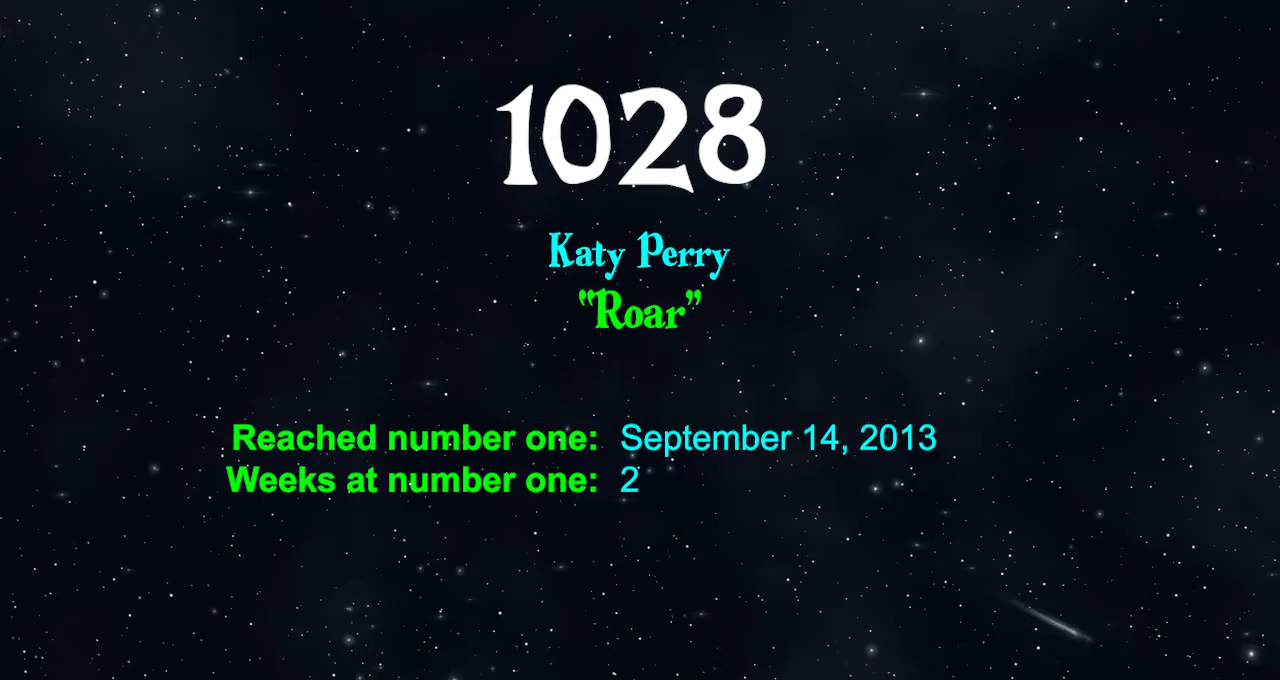 1028
Katy Perry
“Roar”
Reached number one: September 14, 2013
Weeks at number one: 2